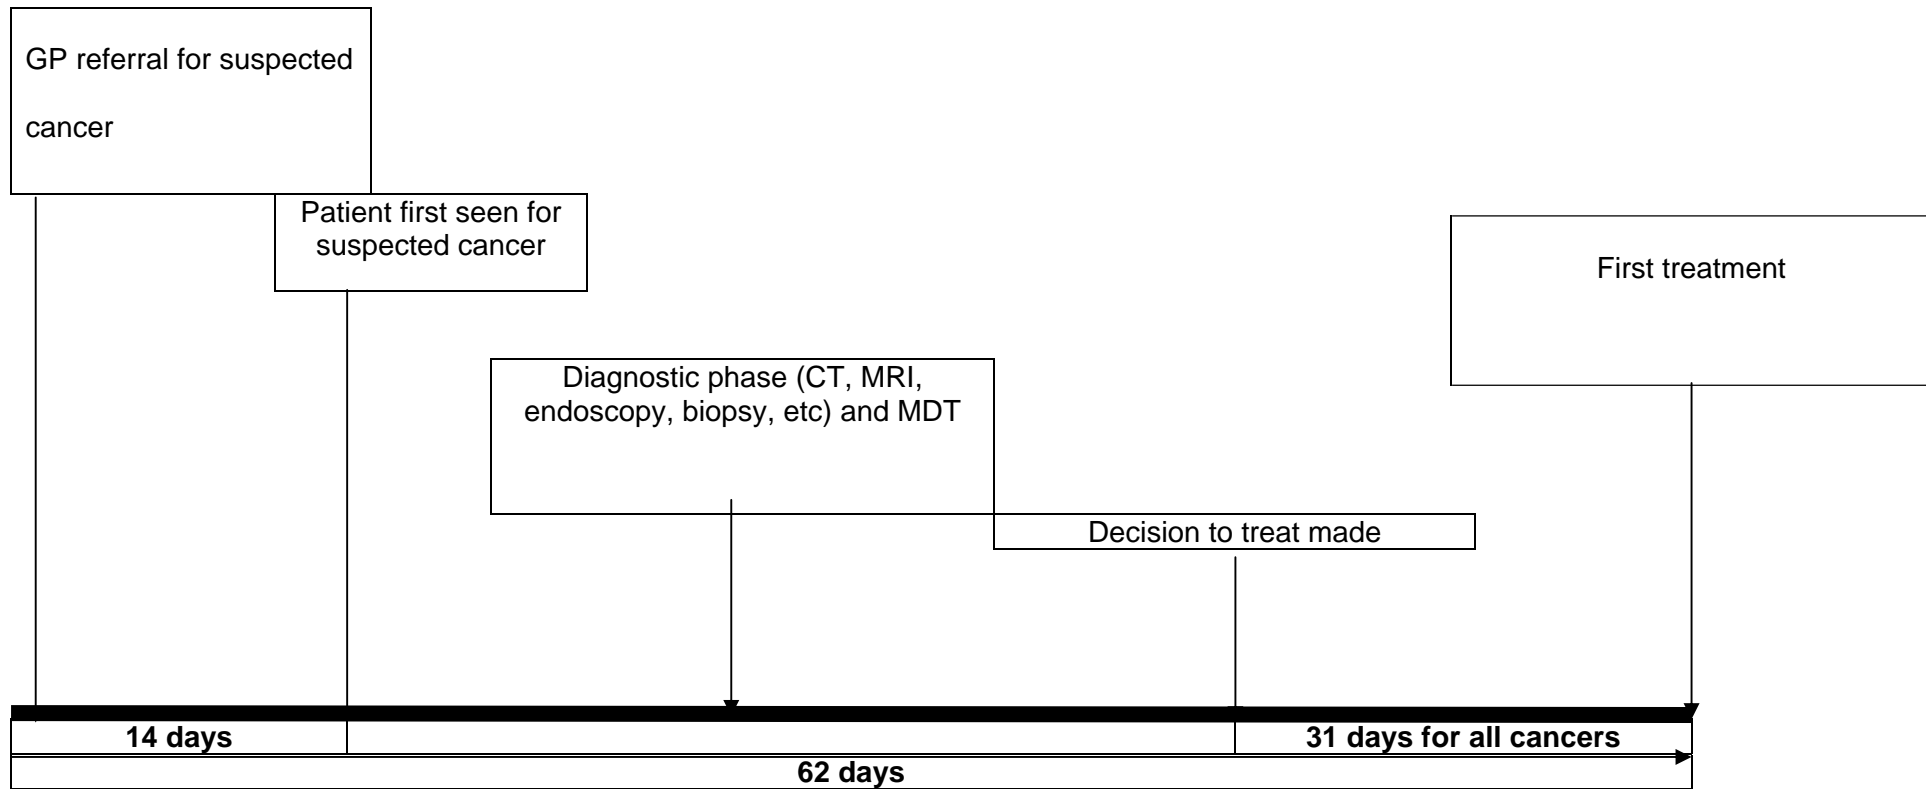 GP referral for suspected
cancer
Patient first seen for
suspected cancer
First treatment
Diagnostic phase (CT, MRI,
endoscopy, biopsy, etc) and MDT
Decision to treat made
14 days
31 days for all cancers
62 days